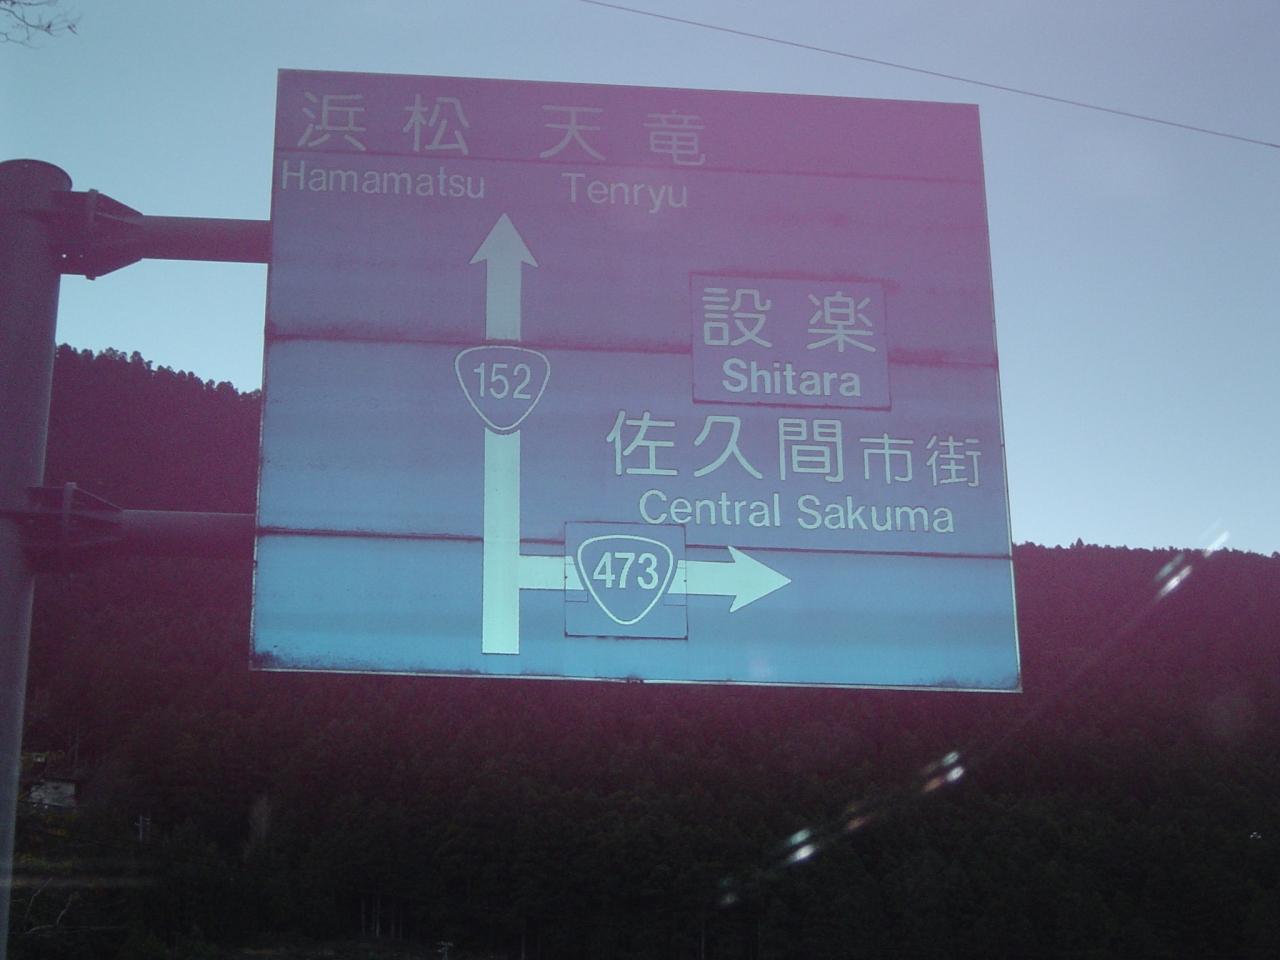 浜松 天竜
Hamamatsu Tenryu
設楽
Shitara
152
佐久間市街
Central Sakuma
473